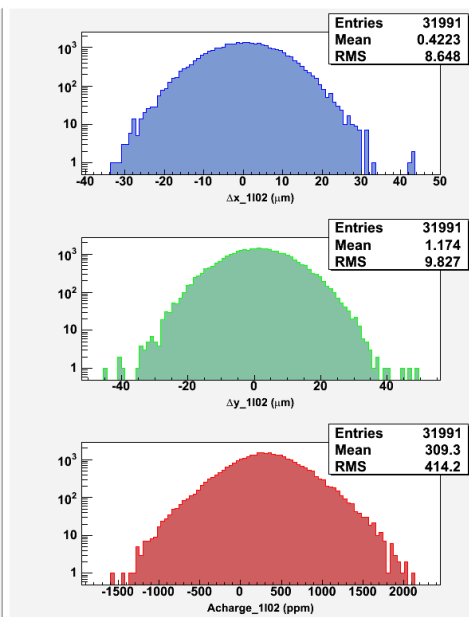 Entries 31991
Mean 0.4223
RMS 8.648
10³
10²
10
1
-40 -30 -20 -10 0 10 20 30 40 50
Δx_1I02 (μm)
Entries 31991
Mean 1.174
RMS 9.827
10³
10²
10
1
-40 -20 0 20 40
Δy_1I02 (μm)
Entries 31991
Mean 309.3
RMS 414.2
10³
10²
10
1
-1500 -1000 -500 0 500 1000 1500 2000
Acharge_1I02 (ppm)